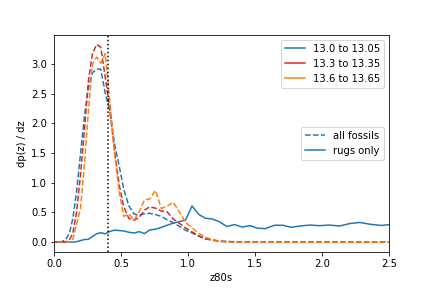 13.0 to 13.05
13.3 to 13.35
13.6 to 13.65
all fossils
rugs only
dp(z) / dz
3.0
2.5
2.0
1.5
1.0
0.5
0.0
0.0 0.5 1.0 1.5 2.0 2.5
z80s